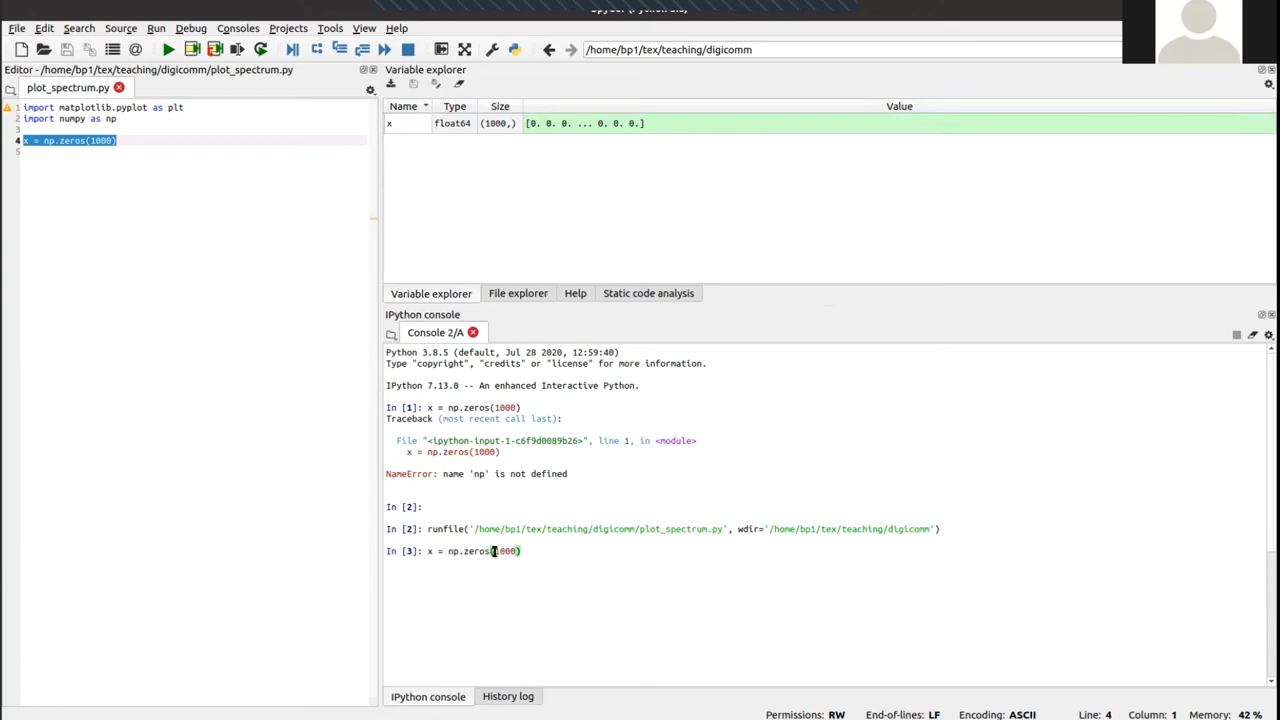 File Edit Search Source Run Debug Consoles Projects Tools View Help
/home/bp1/tex/teaching/digicomm
Editor - /home/bp1/tex/teaching/digicomm/plot_spectrum.py
plot_spectrum.py
1 import matplotlib.pyplot as plt
2 import numpy as np
3
4 x = np.zeros(1000)
5
Variable explorer
Name Type Size Value
x float64 (1000,) [0. 0. 0. ... 0. 0. 0.]
Variable explorer File explorer Help Static code analysis
IPython console
Console 2/A
Python 3.8.5 (default, Jul 28 2020, 12:59:40)
Type "copyright", "credits" or "license" for more information.
IPython 7.13.0 -- An enhanced Interactive Python.
In [1]: x = np.zeros(1000)
Traceback (most recent call last):
File "<ipython-input-1-c6f9d0089b26>", line 1, in <module>
x = np.zeros(1000)
NameError: name 'np' is not defined
In [2]:
In [2]: runfile('/home/bp1/tex/teaching/digicomm/plot_spectrum.py', wdir='/home/bp1/tex/teaching/digicomm')
In [3]: x = np.zeros(1000)
IPython console History log
Permissions: RW End-of-lines: LF Encoding: ASCII Line: 4 Column: 1 Memory: 42 %